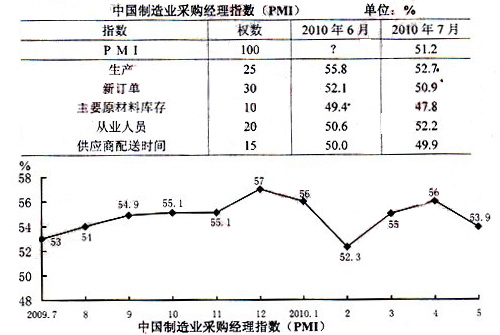 中国制造业采购经理指数（PMI） 单位：%
指数 权数 2010年6月 2010年7月
PMI 100 ? 51.2
生产 25 55.8 52.7
新订单 30 52.1 50.9
主要原材料库存 10 49.4 47.8
从业人员 20 50.6 52.2
供应商配送时间 15 50.0 49.9
%
58
56
54
52
50
48
53
54
54.9
55.1
55.1
57
56
52.3
55
56
53.9
2009.7 8 9 10 11 12 2010.1 2 3 4 5
中国制造业采购经理指数（PMI）